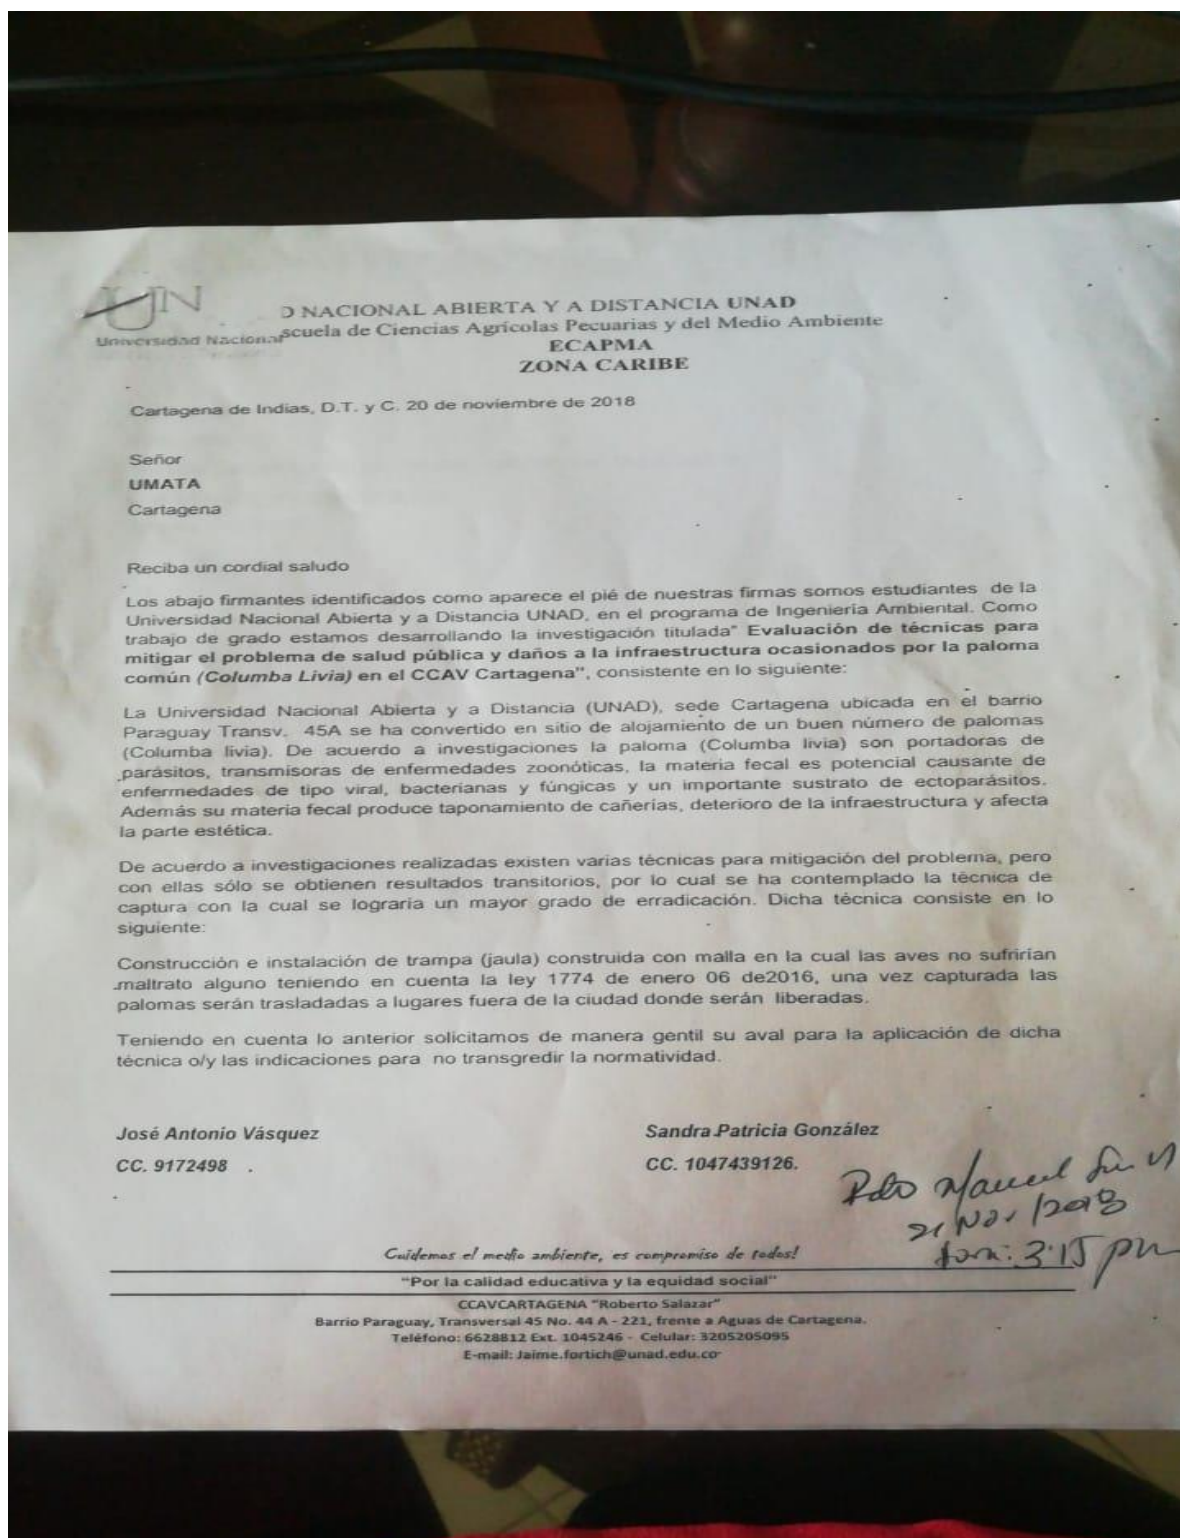 UN
Universidad Nacional
D NACIONAL ABIERTA Y A DISTANCIA UNAD
scuela de Ciencias Agrícolas Pecuarias y del Medio Ambiente
ECAPMA
ZONA CARIBE
Cartagena de Indias, D.T. y C. 20 de noviembre de 2018
Señor
UMATA
Cartagena
Reciba un cordial saludo
Los abajo firmantes identificados como aparece el pié de nuestras firmas somos estudiantes de la
Universidad Nacional Abierta y a Distancia UNAD, en el programa de Ingeniería Ambiental. Como
trabajo de grado estamos desarrollando la investigación titulada" Evaluación de técnicas para
mitigar el problema de salud pública y daños a la infraestructura ocasionados por la paloma
común (Columba Livia) en el CCAV Cartagena", consistente en lo siguiente:
La Universidad Nacional Abierta y a Distancia (UNAD), sede Cartagena ubicada en el barrio
Paraguay Transv. 45A se ha convertido en sitio de alojamiento de un buen número de palomas
(Columba livia). De acuerdo a investigaciones la paloma (Columba livia) son portadoras de
parásitos, transmisoras de enfermedades zoonóticas, la materia fecal es potencial causante de
enfermedades de tipo viral, bacterianas y fúngicas y un importante sustrato de ectoparásitos.
Además su materia fecal produce taponamiento de cañerías, deterioro de la infraestructura y afecta
la parte estética.
De acuerdo a investigaciones realizadas existen varias técnicas para mitigación del problema, pero
con ellas sólo se obtienen resultados transitorios, por lo cual se ha contemplado la técnica de
captura con la cual se lograria un mayor grado de erradicación. Dicha técnica consiste en lo
siguiente:
Construcción e instalación de trampa (jaula) construida con malla en la cual las aves no sufrirían
maltrato alguno teniendo en cuenta la ley 1774 de enero 06 de2016, una vez capturada las
palomas serán trasladadas a lugares fuera de la ciudad donde serán liberadas.
Teniendo en cuenta lo anterior solicitamos de manera gentil su aval para la aplicación de dicha
técnica o/y las indicaciones para no transgredir la normatividad.
José Antonio Vásquez
Sandra Patricia González
CC. 9172498
CC. 1047439126.
Manuel
21 Nov /2018
hora: 3:15 pm
Cuidemos el medio ambiente, es compromiso de todos!
"Por la calidad educativa y la equidad social"
CCAVCARTAGENA "Roberto Salazar"
Barrio Paraguay, Transversal 45 No. 44 A - 221, frente a Aguas de Cartagena.
Teléfono: 6628812 Ext. 1045246 - Celular: 3205205095
E-mail: Jaime.fortich@unad.edu.co